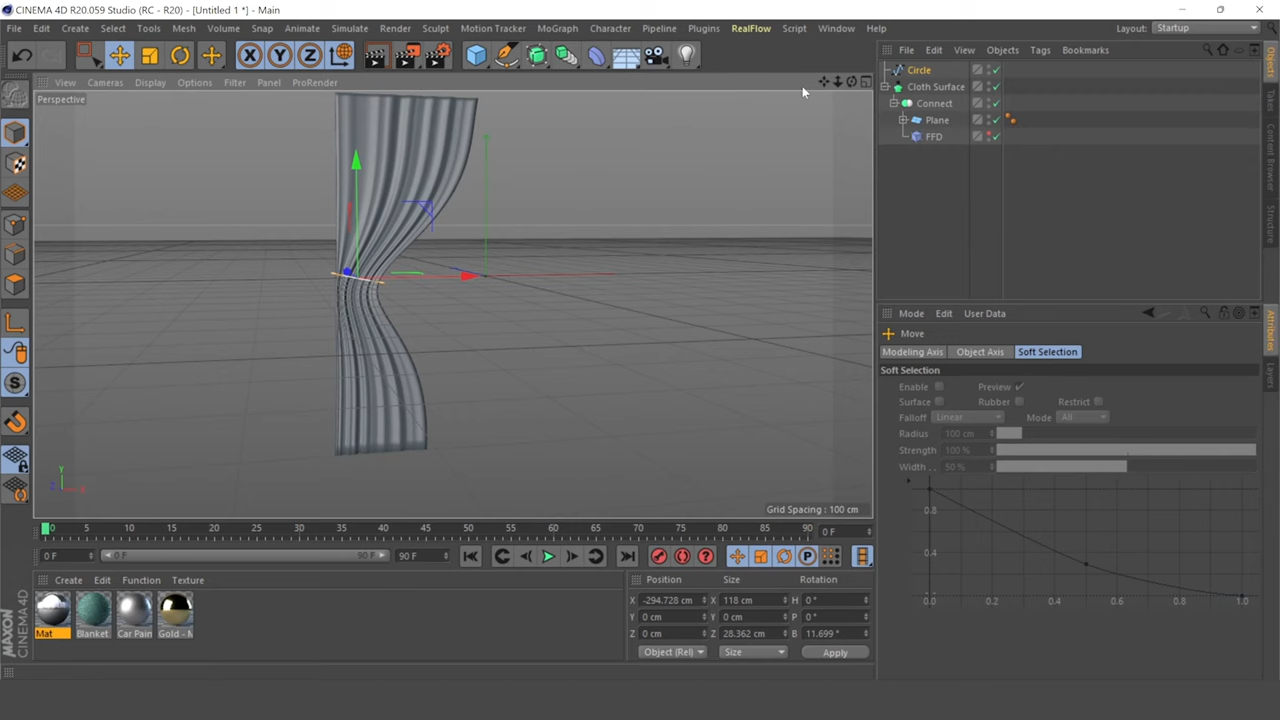 CINEMA 4D R20.059 Studio (RC - R20) - [Untitled 1 *] - Main
File Edit Create Select Tools Mesh Volume Snap Animate Simulate Render Sculpt Motion Tracker MoGraph Character Pipeline Plugins RealFlow Script Window Help Layout: Startup
X Y Z
File Edit View Objects Tags Bookmarks
View Cameras Display Options Filter Panel ProRender
Perspective
Circle
Cloth Surface
Connect
Plane
FFD
Objects
Takes
Content Browser
Structure
Mode Edit User Data
Move
Modeling Axis Object Axis Soft Selection
Soft Selection
Enable Preview
Surface Rubber Restrict
Falloff Linear Mode All
Radius 100 cm
Strength 100 %
Width . . 50 %
0.8
0.4
0.0 0.2 0.4 0.6 0.8 1.0
Attributes
Layers
S
Y
X
Z
Grid Spacing : 100 cm
0 5 10 15 20 25 30 35 40 45 50 55 60 65 70 75 80 85 90 0 F
0 F 0 F 90 F 90 F
P
Create Edit Function Texture
Mat Blanket Car Pain Gold - M
Position Size Rotation
X -294.728 cm X 118 cm H 0 °
Y 0 cm Y 0 cm P 0 °
Z 0 cm Z 28.362 cm B 11.699 °
Object (Rel) Size Apply
MAXON
CINEMA 4D